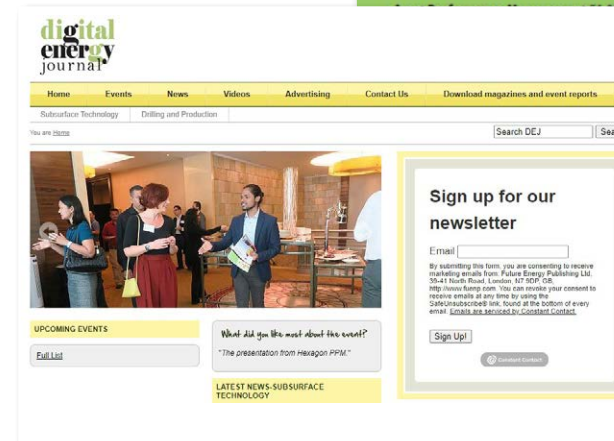 digital
energy
journal
Home Events News Videos Advertising Contact Us Download magazines and event reports
Subsurface Technology Drilling and Production
You are Home
Search DEJ Sea
Sign up for our
newsletter
Email
By submitting this form, you are consenting to receive
marketing emails from: Future Energy Publishing Ltd.
39-41 North Road, London, N7 9DP, GB,
http://www.fuenp.com. You can revoke your consent to
receive emails at any time by using the
SafeUnsubscribe® link, found at the bottom of every
email. Emails are serviced by Constant Contact.
Sign Up!
Constant Contact
UPCOMING EVENTS
Full List
What did you like most about the event?
"The presentation from Hexagon PPM."
LATEST NEWS-SUBSURFACE
TECHNOLOGY